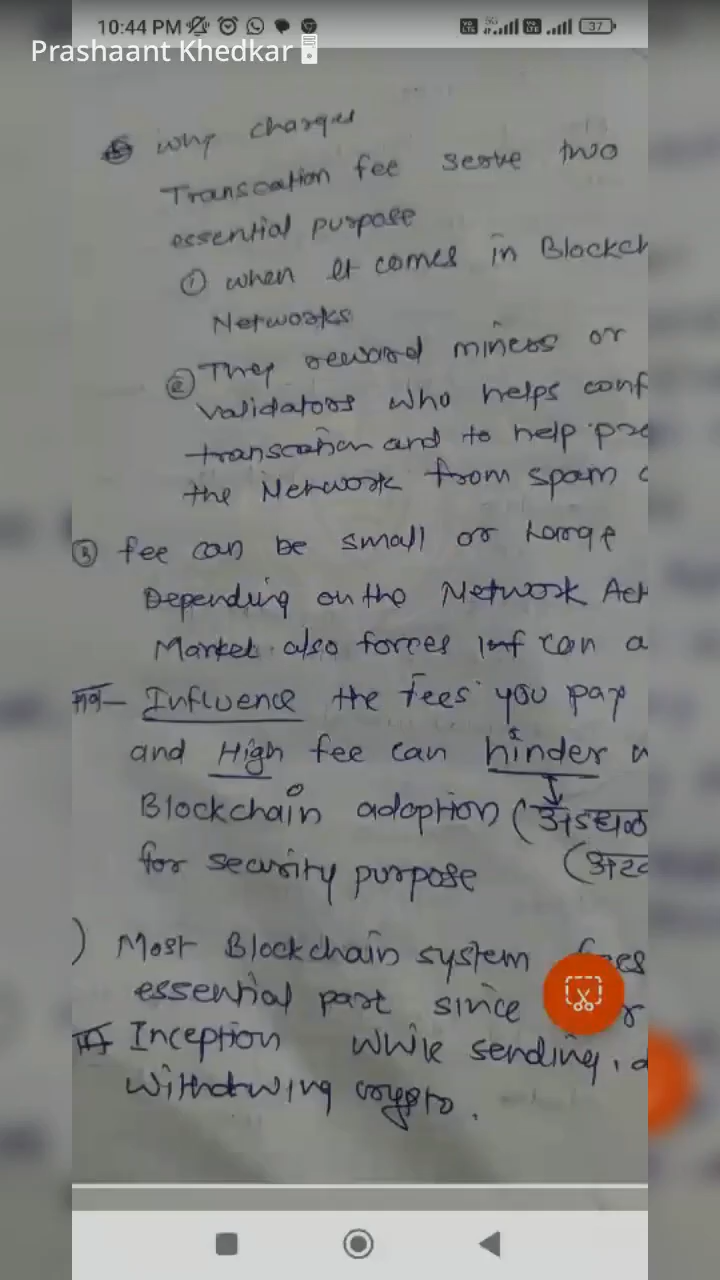 10:44 PM
37
Prashaant Khedkar
why charges
Transcation fee serve two
essential purpose
① when it comes in Blockch
Networks
② They reward miners or
validators who helps conf
transcation and to help pro
the Network from spam
③ fee can be small or Large
Depending on the Network Act
Market also forces inf can a
Influence the fees you pay
and High fee can hinder
Blockchain adoption (अडथळ
for security purpose
) Most Blockchain system fees
essential part since
Inception while sending,
withdrwing crypto.